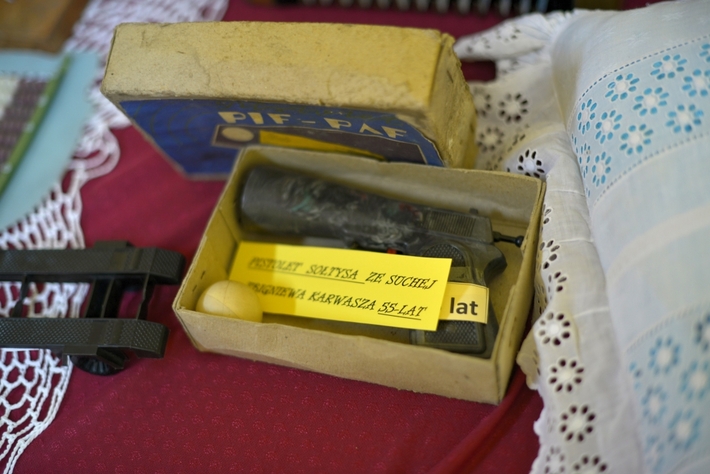 PIF-PAF
PISTOLET SOŁTYSA ZE SUCHEJ
ZBIGNIEWA KARWASZA 55-LAT
lat